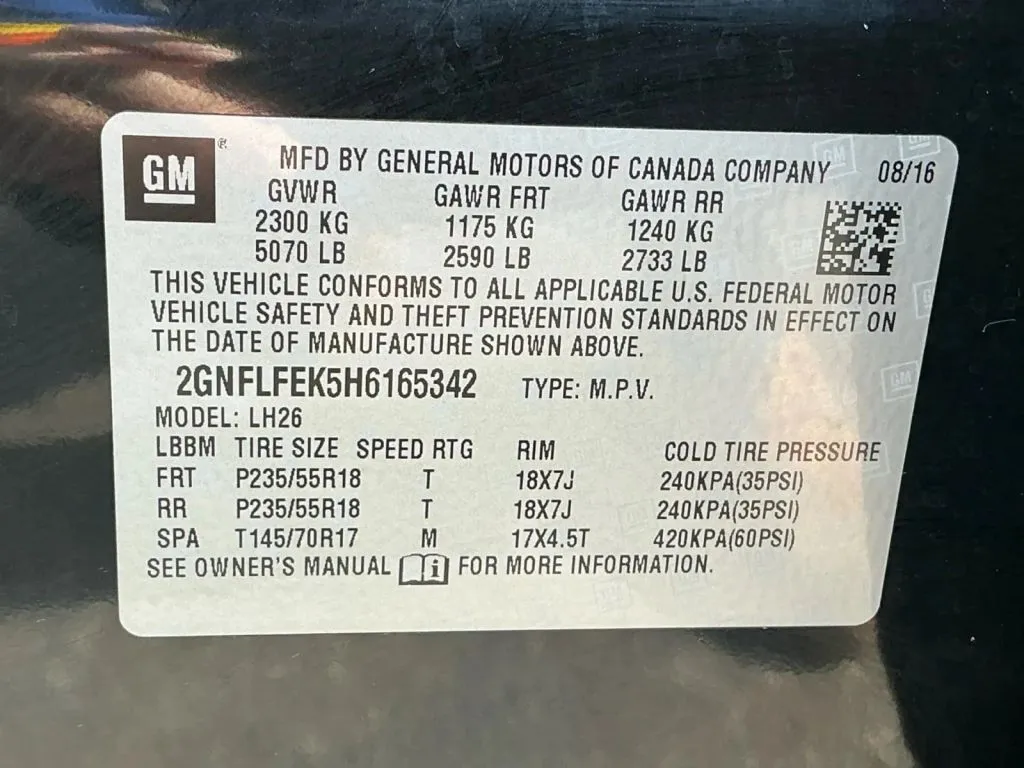 GM ®
MFD BY GENERAL MOTORS OF CANADA COMPANY 08/16
GVWR GAWR FRT GAWR RR
2300 KG 1175 KG 1240 KG
5070 LB 2590 LB 2733 LB
THIS VEHICLE CONFORMS TO ALL APPLICABLE U.S. FEDERAL MOTOR
VEHICLE SAFETY AND THEFT PREVENTION STANDARDS IN EFFECT ON
THE DATE OF MANUFACTURE SHOWN ABOVE.
2GNFLFEK5H6165342 TYPE: M.P.V.
MODEL: LH26
LBBM TIRE SIZE SPEED RTG RIM COLD TIRE PRESSURE
FRT P235/55R18 T 18X7J 240KPA(35PSI)
RR P235/55R18 T 18X7J 240KPA(35PSI)
SPA T145/70R17 M 17X4.5T 420KPA(60PSI)
SEE OWNER'S MANUAL i FOR MORE INFORMATION.